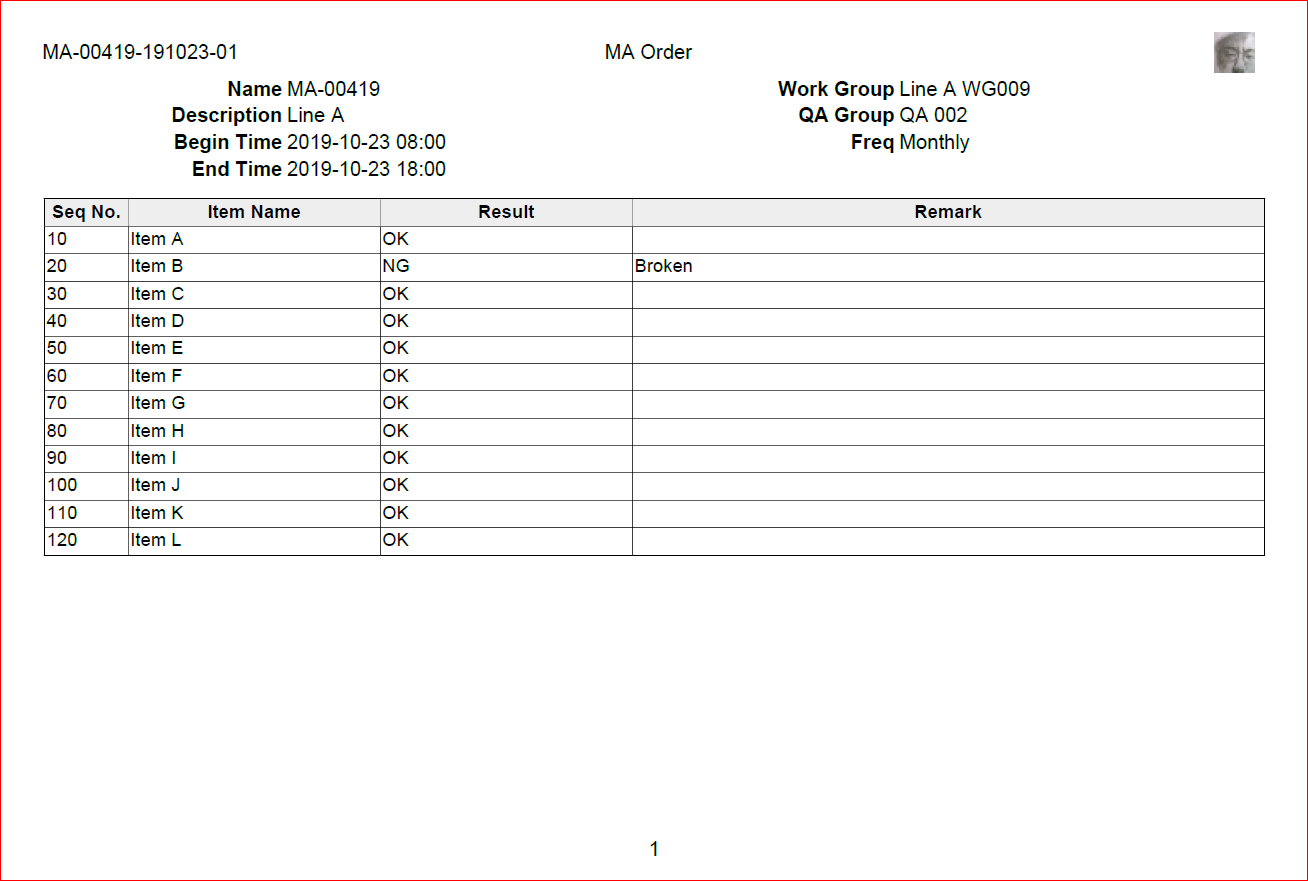 MA-00419-191023-01 MA Order
Name MA-00419 Work Group Line A WG009
Description Line A QA Group QA 002
Begin Time 2019-10-23 08:00 Freq Monthly
End Time 2019-10-23 18:00
Seq No. Item Name Result Remark
10 Item A OK
20 Item B NG Broken
30 Item C OK
40 Item D OK
50 Item E OK
60 Item F OK
70 Item G OK
80 Item H OK
90 Item I OK
100 Item J OK
110 Item K OK
120 Item L OK
1